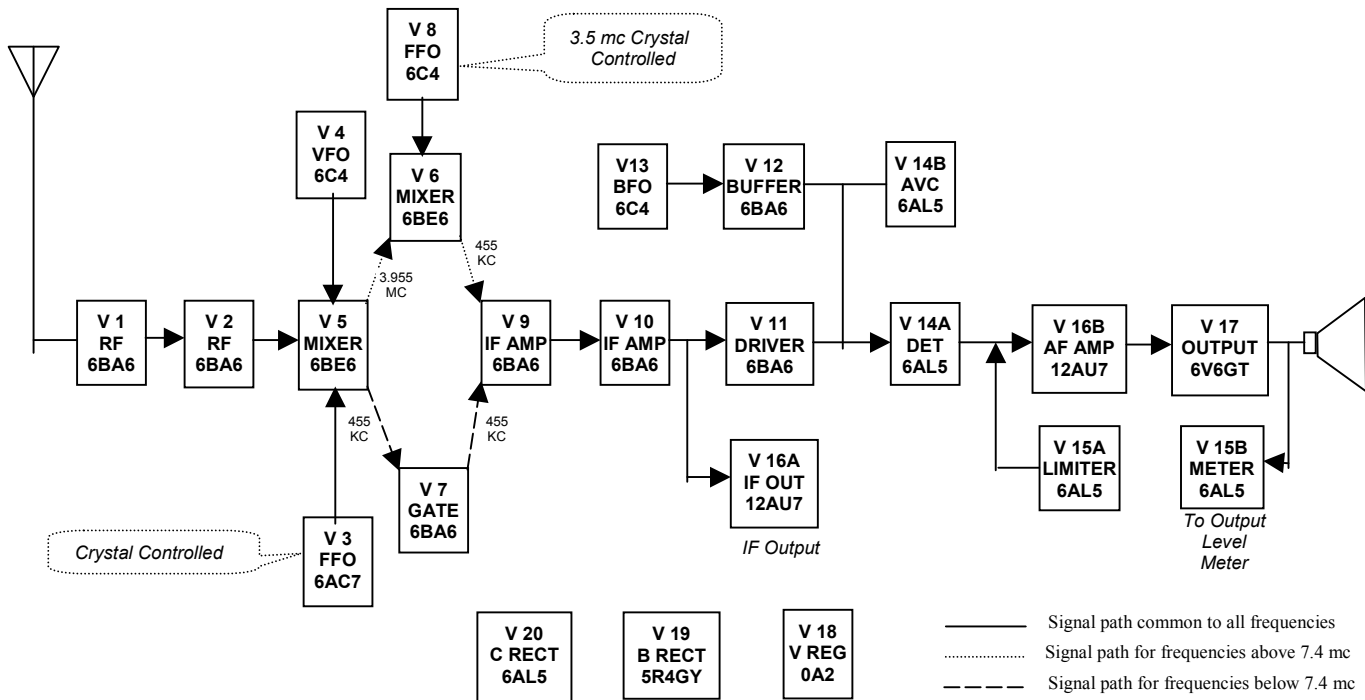 V 8
FFO
6C4
3.5 mc Crystal
Controlled
V 4
VFO
6C4
V 6
MIXER
6BE6
V13
BFO
6C4
V 12
BUFFER
6BA6
V 14B
AVC
6AL5
3.955
MC
455
KC
V 1
RF
6BA6
V 2
RF
6BA6
V 5
MIXER
6BE6
V 9
IF AMP
6BA6
V 10
IF AMP
6BA6
V 11
DRIVER
6BA6
V 14A
DET
6AL5
V 16B
AF AMP
12AU7
V 17
OUTPUT
6V6GT
455
KC
455
KC
V 7
GATE
6BA6
V 16A
IF OUT
12AU7
IF Output
V 15A
LIMITER
6AL5
V 15B
METER
6AL5
To Output
Level
Meter
Crystal Controlled
V 3
FFO
6AC7
V 20
C RECT
6AL5
V 19
B RECT
5R4GY
V 18
V REG
0A2
Signal path common to all frequencies
Signal path for frequencies above 7.4 mc
Signal path for frequencies below 7.4 mc